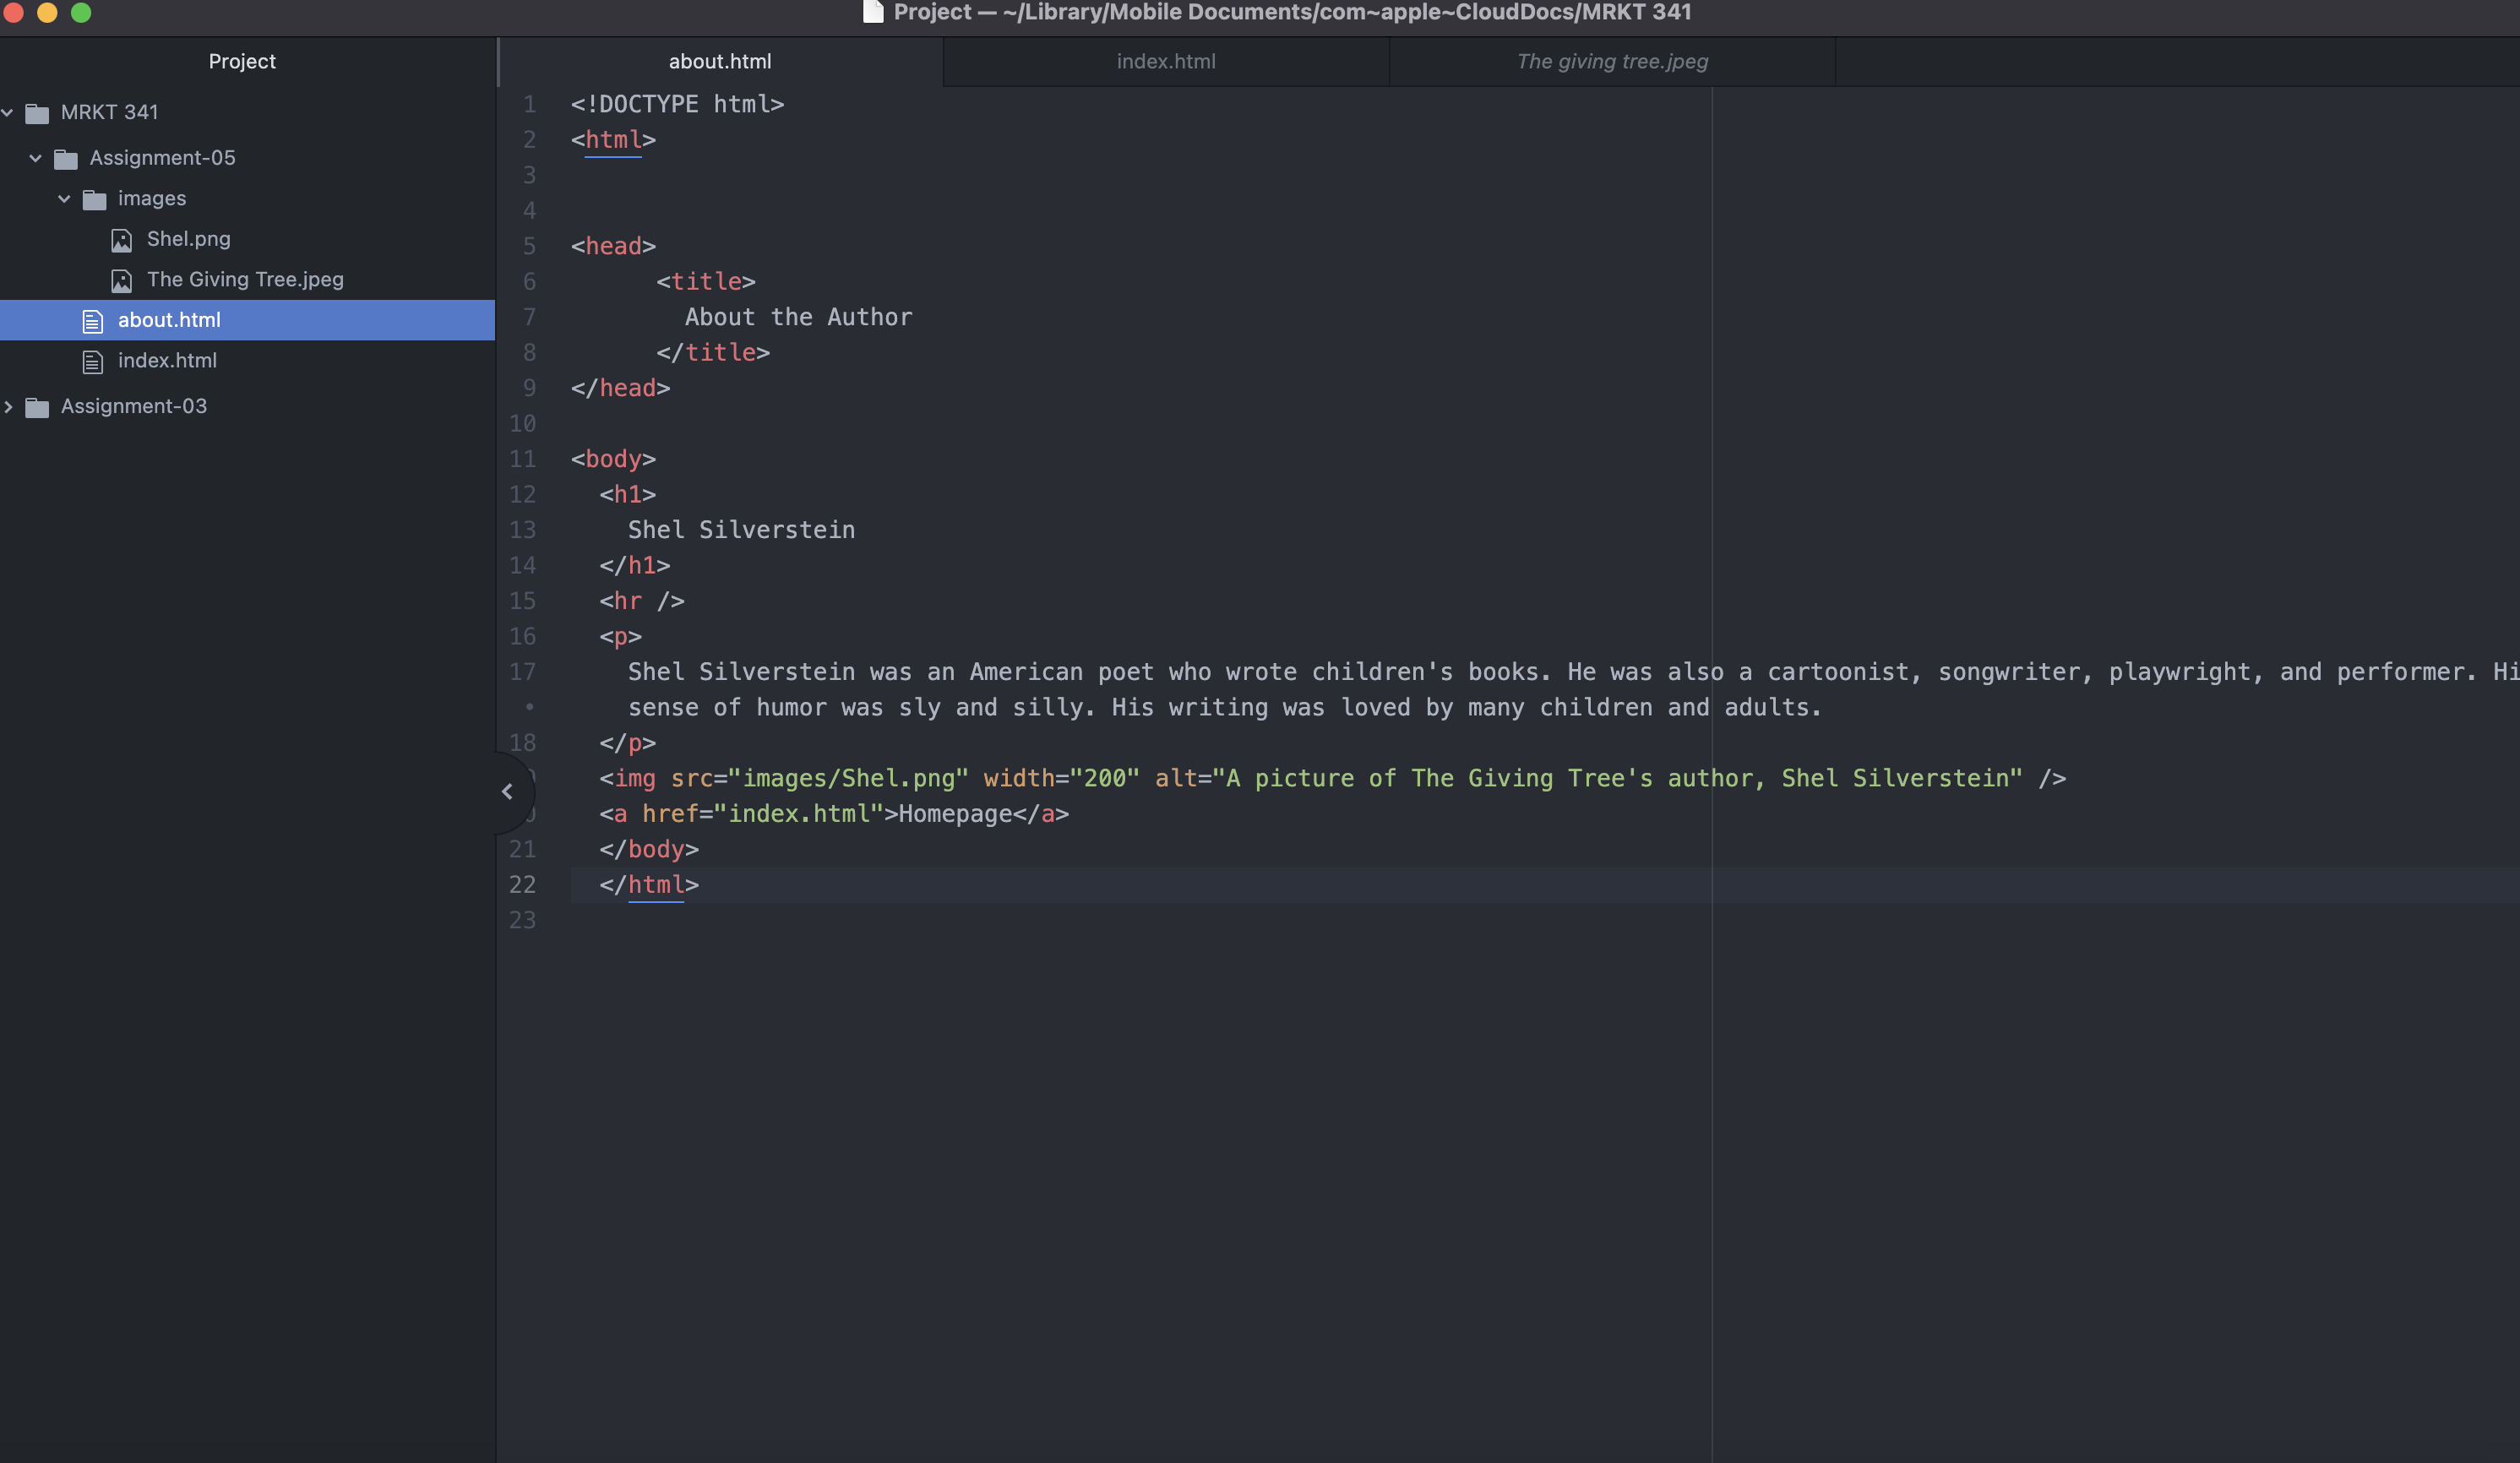 Project — ~/Library/Mobile Documents/com~apple~CloudDocs/MRKT 341
Project
MRKT 341
Assignment-05
images
Shel.png
The Giving Tree.jpeg
about.html
index.html
Assignment-03
about.html
index.html
The giving tree.jpeg
1 <!DOCTYPE html>
2 <html>
3
4
5 <head>
6 <title>
7 About the Author
8 </title>
9 </head>
10
11 <body>
12 <h1>
13 Shel Silverstein
14 </h1>
15 <hr />
16 <p>
17 Shel Silverstein was an American poet who wrote children's books. He was also a cartoonist, songwriter, playwright, and performer. Hi
• sense of humor was sly and silly. His writing was loved by many children and adults.
18 </p>
<img src="images/Shel.png" width="200" alt="A picture of The Giving Tree's author, Shel Silverstein" />
<a href="index.html">Homepage</a>
21 </body>
22 </html>
23